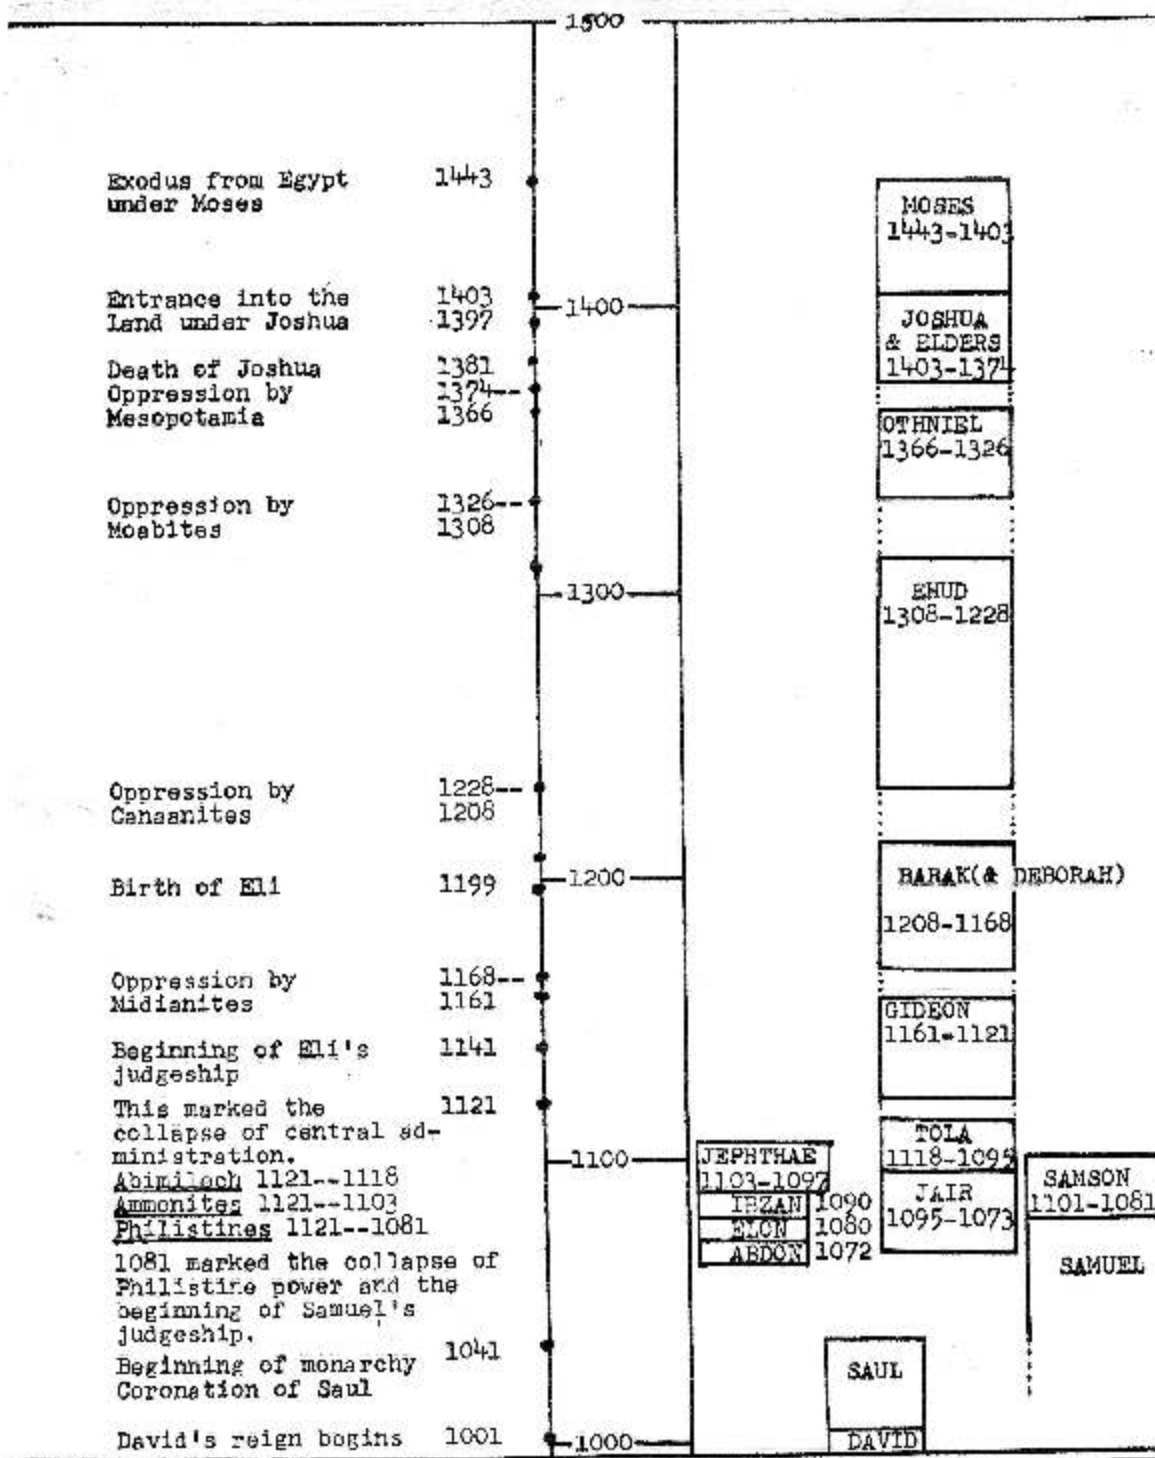 1500
Exodus from Egypt 1443
under Moses
MOSES
1443-1403
Entrance into the 1403
Land under Joshua 1397
1400
JOSHUA
& ELDERS
1403-1374
Death of Joshua 1381
Oppression by 1374--
Mesopotamia 1366
OTHNIEL
1366-1326
Oppression by 1326--
Moabites 1308
1300
EHUD
1308-1228
Oppression by 1228--
Canaanites 1208
Birth of Eli 1199
1200
BARAK(& DEBORAH)
1208-1168
Oppression by 1168--
Midianites 1161
GIDEON
1161-1121
Beginning of Eli's 1141
judgeship
This marked the 1121
collapse of central ad-
ministration.
Abimilech 1121--1118
Ammonites 1121--1103
Philistines 1121--1081
1100
JEPHTHAE
1103-1097
IBZAN 1090
ELON 1080
ABDON 1072
TOLA
1118-1095
JAIR
1095-1073
SAMSON
1101-1081
SAMUEL
1081 marked the collapse of
Philistine power and the
beginning of Samuel's
judgeship.
Beginning of monarchy 1041
Coronation of Saul
SAUL
David's reign begins 1001
1000
DAVID